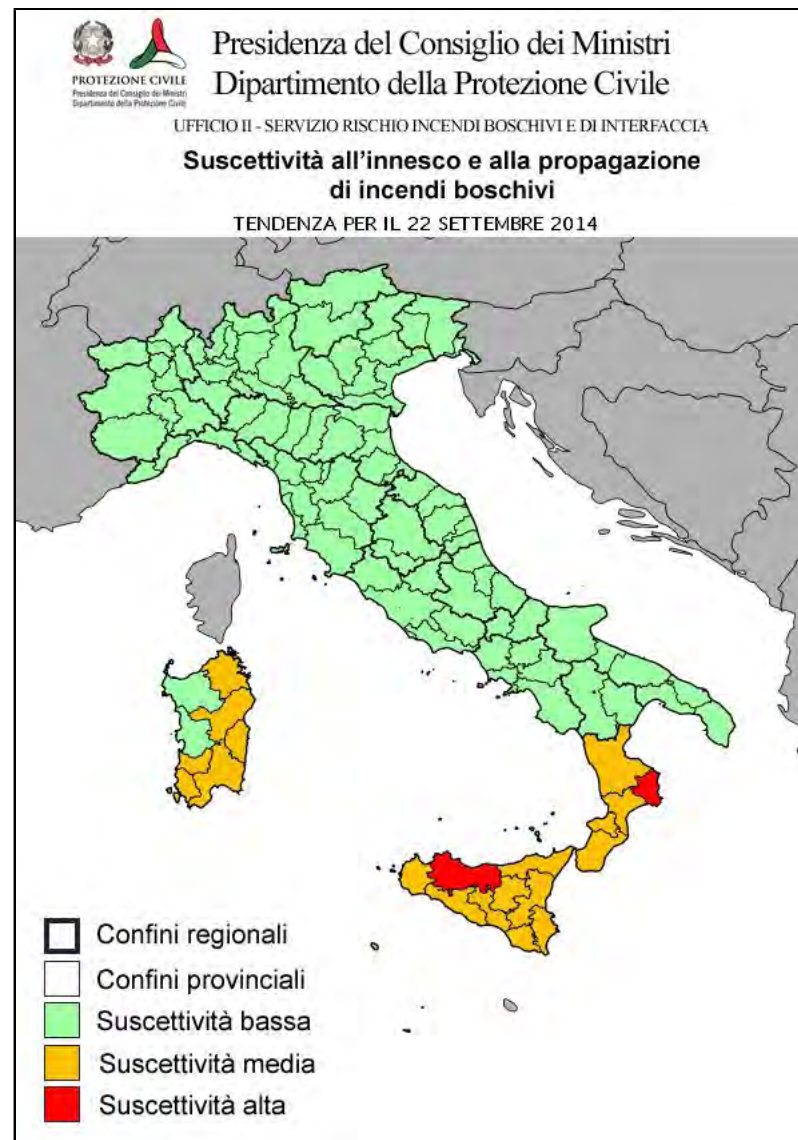 PROTEZIONE CIVILE
Presidenza del Consiglio dei Ministri
Dipartimento della Protezione Civile
Presidenza del Consiglio dei Ministri
Dipartimento della Protezione Civile
UFFICIO II - SERVIZIO RISCHIO INCENDI BOSCHIVI E DI INTERFACCIA
Suscettività all'innesco e alla propagazione
di incendi boschivi
TENDENZA PER IL 22 SETTEMBRE 2014
Confini regionali
Confini provinciali
Suscettività bassa
Suscettività media
Suscettività alta